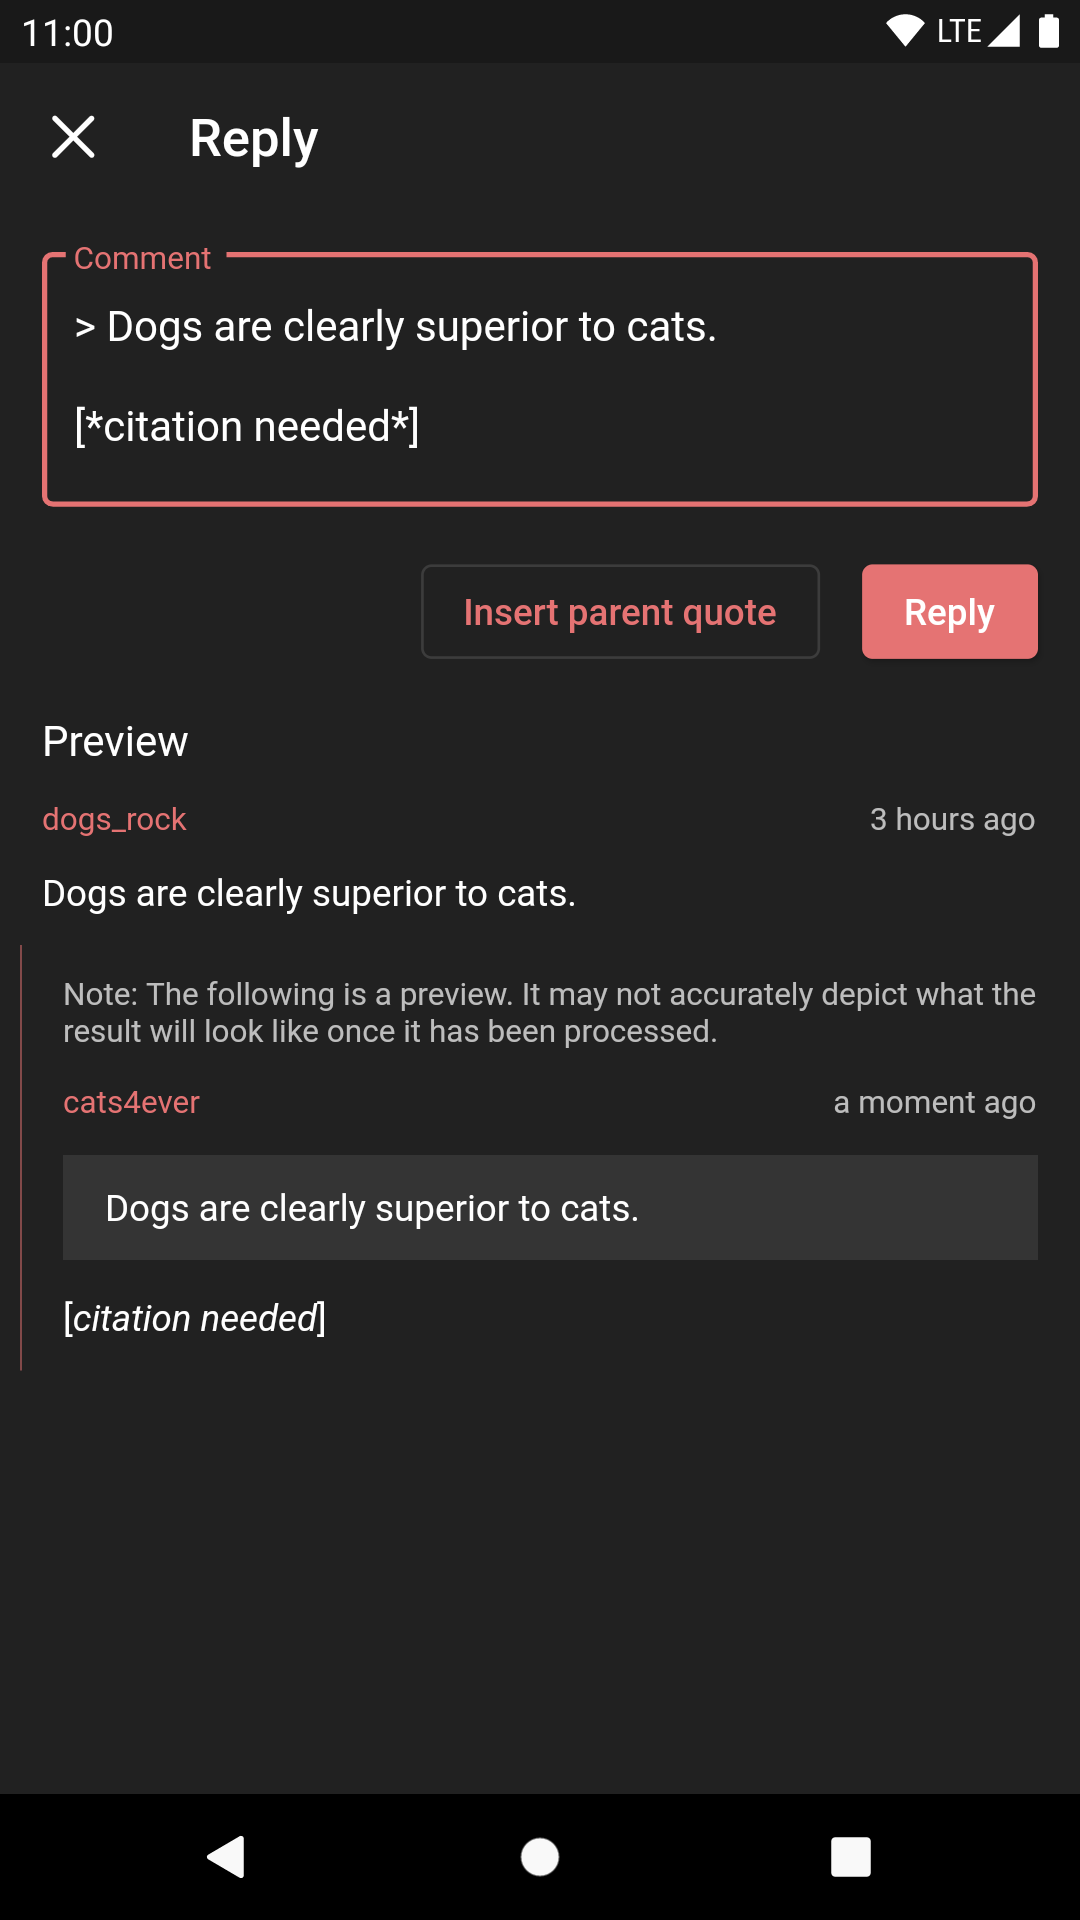 11:00
LTE
Reply
Comment
> Dogs are clearly superior to cats.
[*citation needed*]
Insert parent quote
Reply
Preview
dogs_rock
3 hours ago
Dogs are clearly superior to cats.
Note: The following is a preview. It may not accurately depict what the
result will look like once it has been processed.
cats4ever
a moment ago
Dogs are clearly superior to cats.
[citation needed]